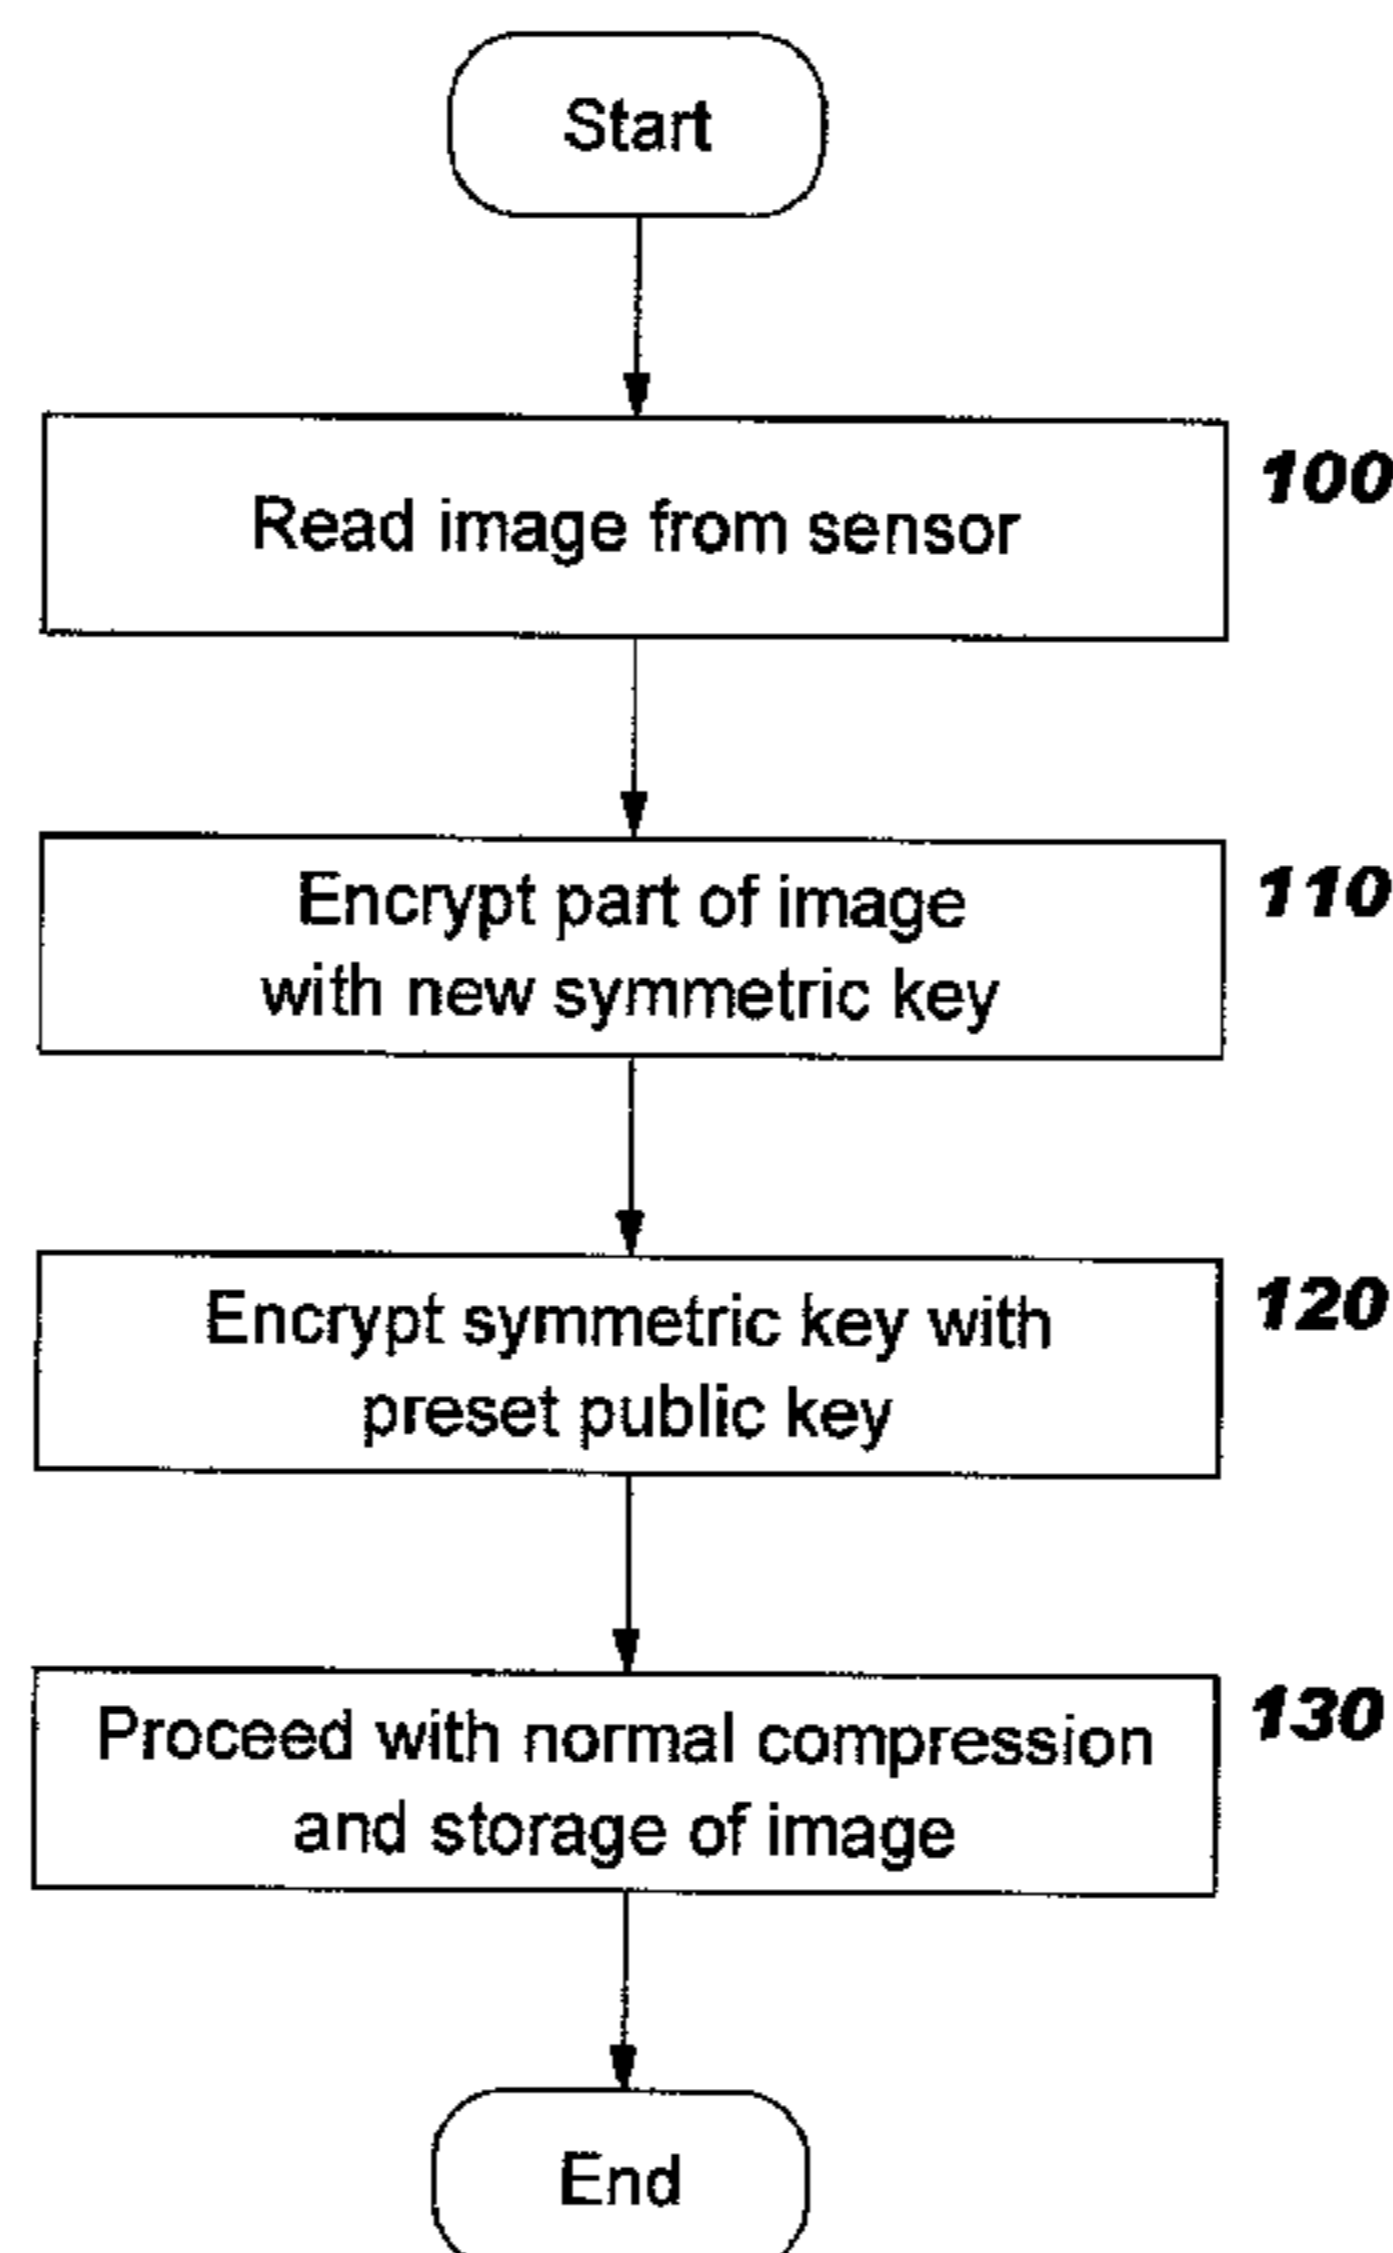 Start
Read image from sensor
100
Encrypt part of image
with new symmetric key
110
Encrypt symmetric key with
preset public key
120
Proceed with normal compression
and storage of image
130
End